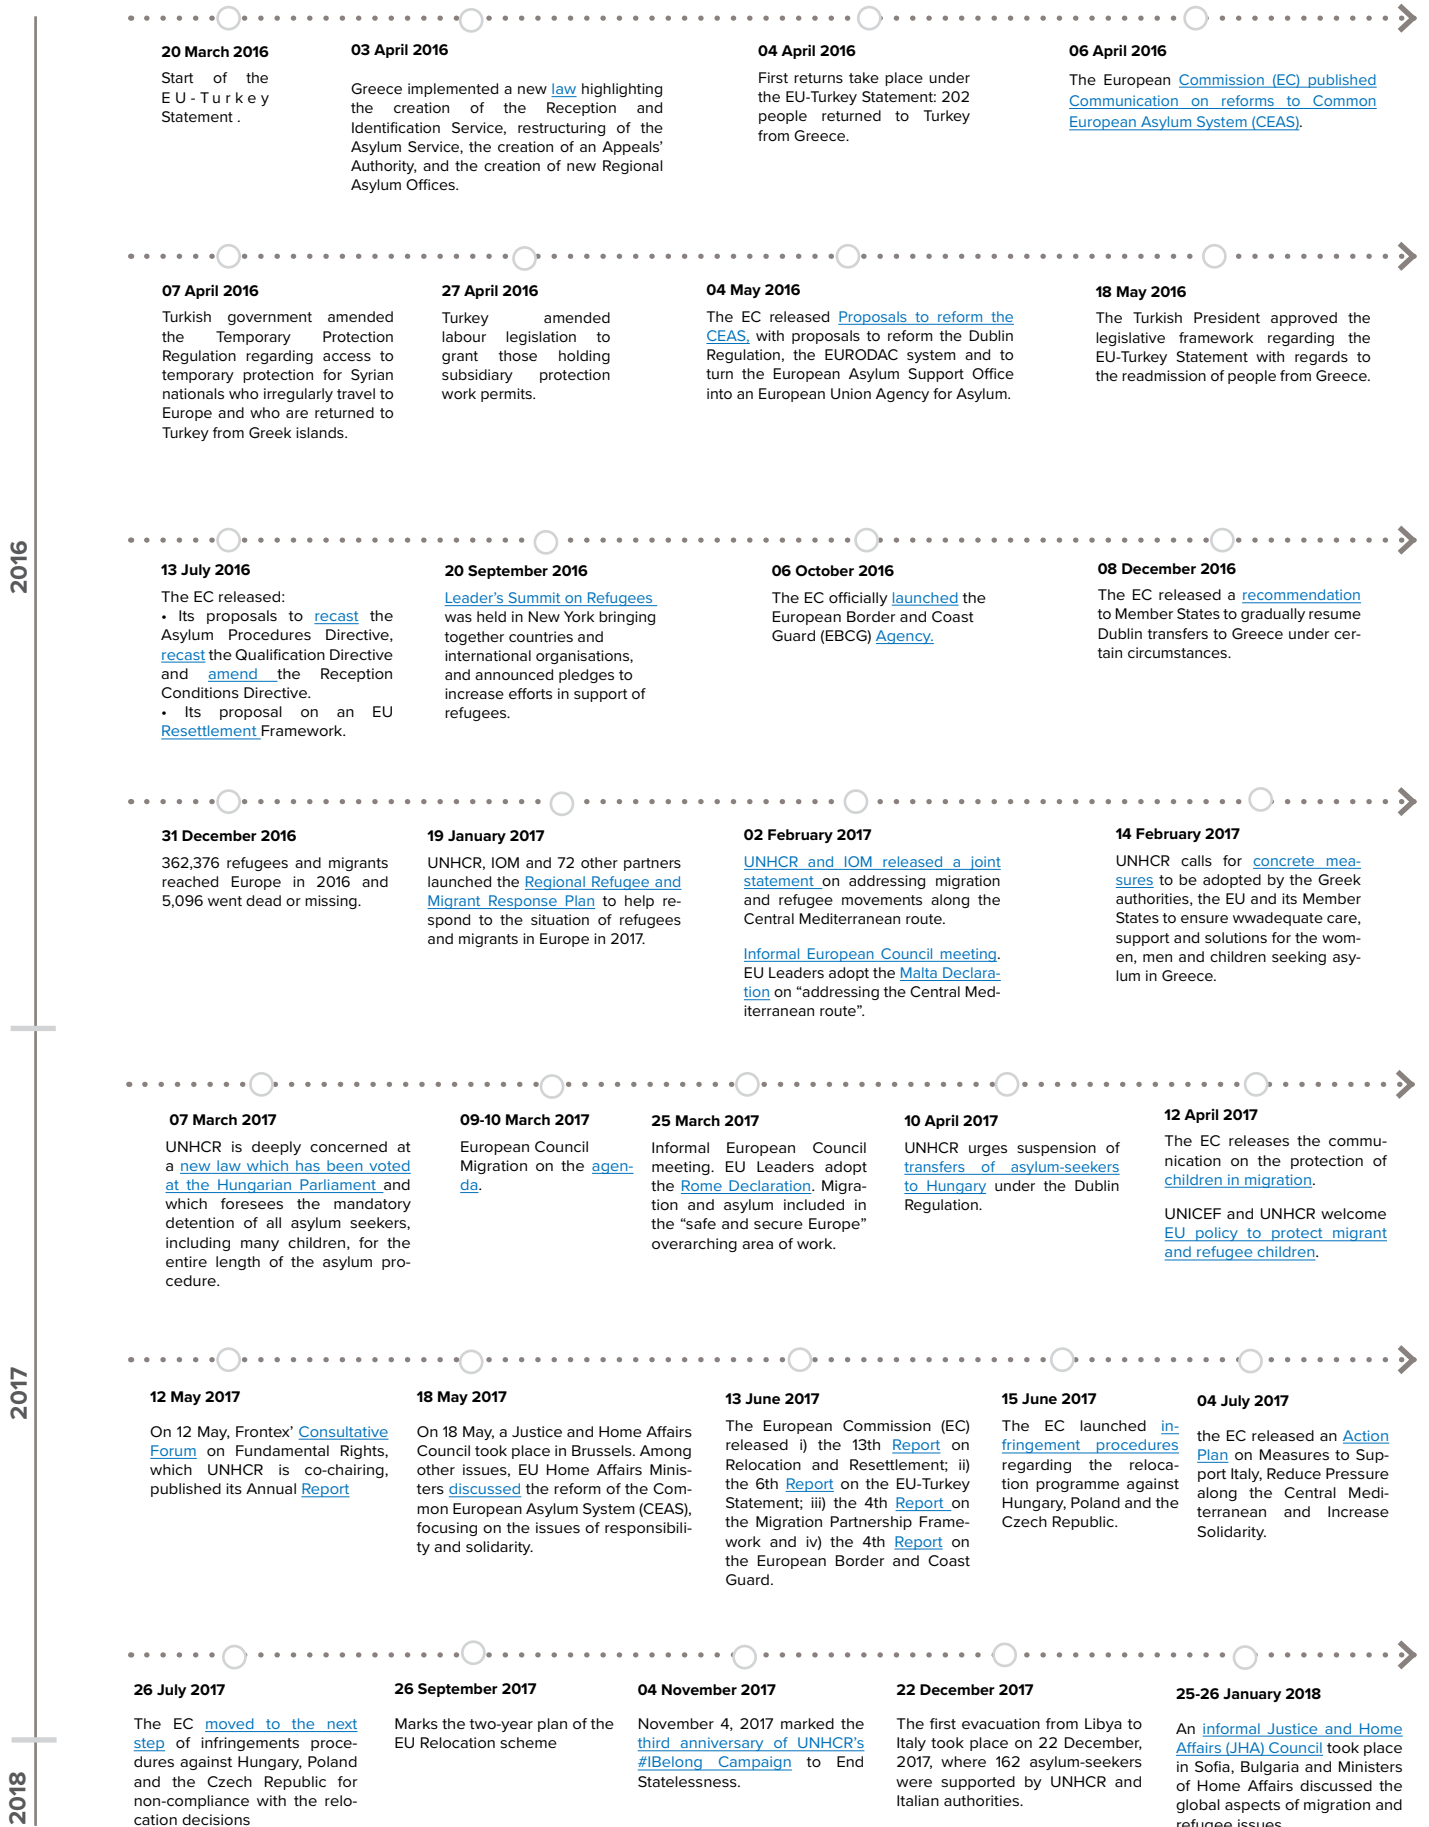 20 March 2016
Start of the
EU-Turkey
Statement .
03 April 2016
Greece implemented a new law highlighting
the creation of the Reception and
Identification Service, restructuring of the
Asylum Service, the creation of an Appeals'
Authority, and the creation of new Regional
Asylum Offices.
04 April 2016
First returns take place under
the EU-Turkey Statement: 202
people returned to Turkey
from Greece.
06 April 2016
The European Commission (EC) published
Communication on reforms to Common
European Asylum System (CEAS).
07 April 2016
Turkish government amended
the Temporary Protection
Regulation regarding access to
temporary protection for Syrian
nationals who irregularly travel to
Europe and who are returned to
Turkey from Greek islands.
27 April 2016
Turkey amended
labour legislation to
grant those holding
subsidiary protection
work permits.
04 May 2016
The EC released Proposals to reform the
CEAS, with proposals to reform the Dublin
Regulation, the EURODAC system and to
turn the European Asylum Support Office
into an European Union Agency for Asylum.
18 May 2016
The Turkish President approved the
legislative framework regarding the
EU-Turkey Statement with regards to
the readmission of people from Greece.
2016
13 July 2016
The EC released:
• Its proposals to recast the
Asylum Procedures Directive,
recast the Qualification Directive
and amend the Reception
Conditions Directive.
• Its proposal on an EU
Resettlement Framework.
20 September 2016
Leader's Summit on Refugees
was held in New York bringing
together countries and
international organisations,
and announced pledges to
increase efforts in support of
refugees.
06 October 2016
The EC officially launched the
European Border and Coast
Guard (EBCG) Agency.
08 December 2016
The EC released a recommendation
to Member States to gradually resume
Dublin transfers to Greece under cer-
tain circumstances.
31 December 2016
362,376 refugees and migrants
reached Europe in 2016 and
5,096 went dead or missing.
19 January 2017
UNHCR, IOM and 72 other partners
launched the Regional Refugee and
Migrant Response Plan to help re-
spond to the situation of refugees
and migrants in Europe in 2017.
02 February 2017
UNHCR and IOM released a joint
statement on addressing migration
and refugee movements along the
Central Mediterranean route.
Informal European Council meeting.
EU Leaders adopt the Malta Declara-
tion on "addressing the Central Med-
iterranean route".
14 February 2017
UNHCR calls for concrete mea-
sures to be adopted by the Greek
authorities, the EU and its Member
States to ensure wwadequate care,
support and solutions for the wom-
en, men and children seeking asy-
lum in Greece.
07 March 2017
UNHCR is deeply concerned at
a new law which has been voted
at the Hungarian Parliament and
which foresees the mandatory
detention of all asylum seekers,
including many children, for the
entire length of the asylum pro-
cedure.
09-10 March 2017
European Council
Migration on the agen-
da.
25 March 2017
Informal European Council
meeting. EU Leaders adopt
the Rome Declaration. Migra-
tion and asylum included in
the "safe and secure Europe"
overarching area of work.
10 April 2017
UNHCR urges suspension of
transfers of asylum-seekers
to Hungary under the Dublin
Regulation.
12 April 2017
The EC releases the commu-
nication on the protection of
children in migration.
UNICEF and UNHCR welcome
EU policy to protect migrant
and refugee children.
2017
12 May 2017
On 12 May, Frontex' Consultative
Forum on Fundamental Rights,
which UNHCR is co-chairing,
published its Annual Report
18 May 2017
On 18 May, a Justice and Home Affairs
Council took place in Brussels. Among
other issues, EU Home Affairs Minis-
ters discussed the reform of the Com-
mon European Asylum System (CEAS),
focusing on the issues of responsibili-
ty and solidarity.
13 June 2017
The European Commission (EC)
released i) the 13th Report on
Relocation and Resettlement; ii)
the 6th Report on the EU-Turkey
Statement; iii) the 4th Report on
the Migration Partnership Frame-
work and iv) the 4th Report on
the European Border and Coast
Guard.
15 June 2017
The EC launched in-
fringement procedures
regarding the reloca-
tion programme against
Hungary, Poland and the
Czech Republic.
04 July 2017
the EC released an Action
Plan on Measures to Sup-
port Italy, Reduce Pressure
along the Central Medi-
terranean and Increase
Solidarity.
26 July 2017
The EC moved to the next
step of infringements proce-
dures against Hungary, Poland
and the Czech Republic for
non-compliance with the relo-
cation decisions
26 September 2017
Marks the two-year plan of the
EU Relocation scheme
04 November 2017
November 4, 2017 marked the
third anniversary of UNHCR's
#IBelong Campaign to End
Statelessness.
22 December 2017
The first evacuation from Libya to
Italy took place on 22 December,
2017, where 162 asylum-seekers
were supported by UNHCR and
Italian authorities.
25-26 January 2018
An informal Justice and Home
Affairs (JHA) Council took place
in Sofia, Bulgaria and Ministers
of Home Affairs discussed the
global aspects of migration and
refugee issues
2018